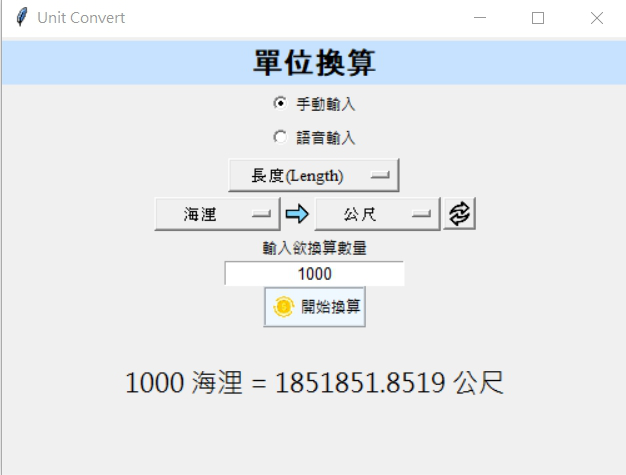 Unit Convert
單位換算
手動輸入
語音輸入
長度(Length)
海浬 公尺
輸入欲換算數量
1000
開始換算
1000 海浬 = 1851851.8519 公尺